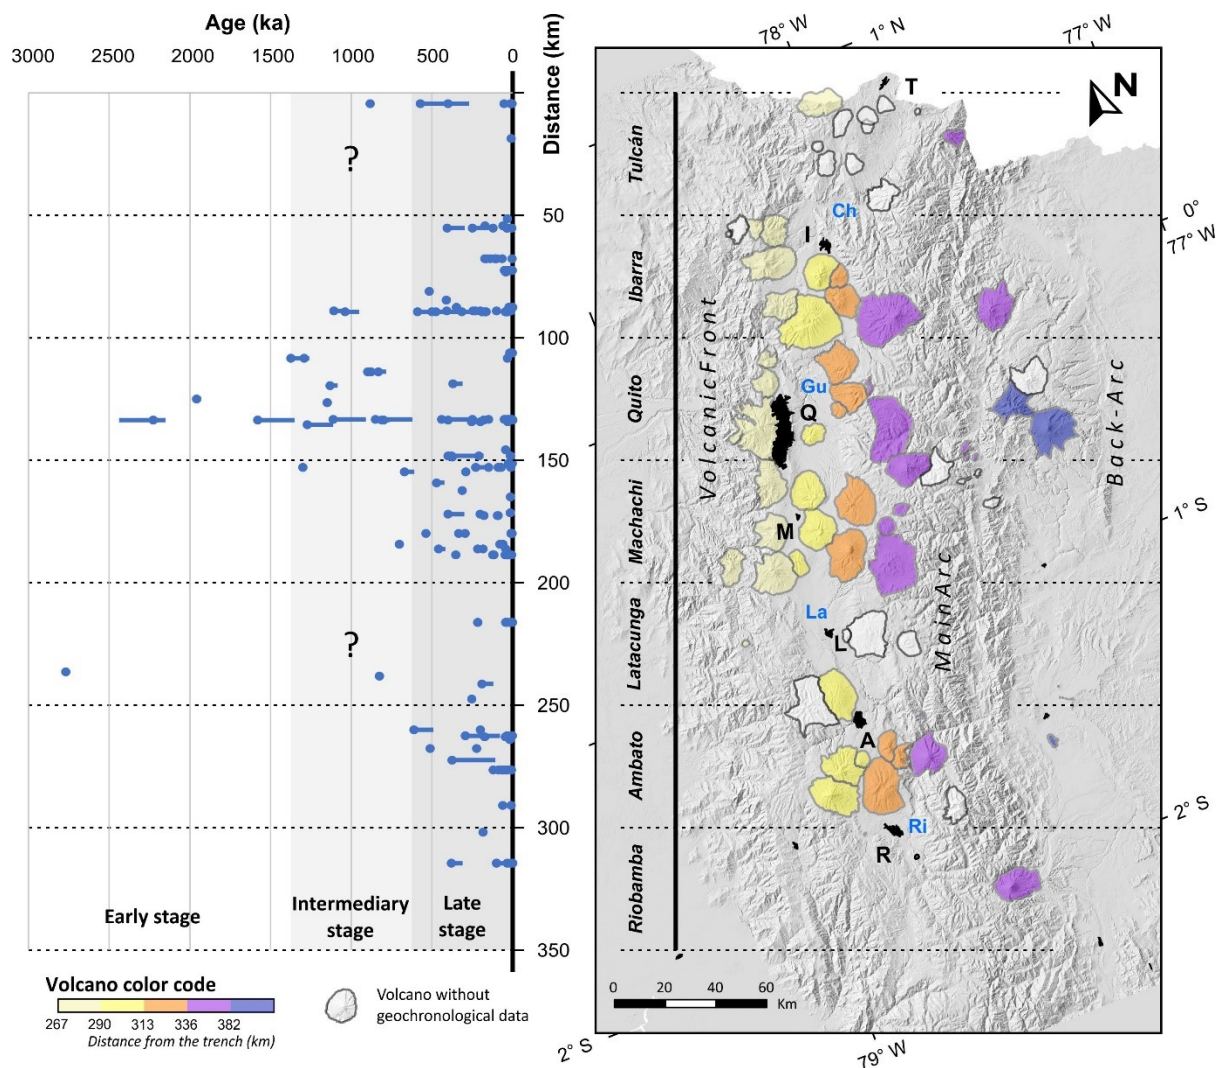 Age (ka)
3000
2500
2000
1500
1000
500
0
Distance (km)
?
50
100
150
200
?
250
300
350
Early stage
Intermediary
stage
Late
stage
Volcano color code
267
290
313
336
382
Distance from the trench (km)
Volcano without
geochronological data
78° W
1° N
77° W
N
T
Tulcán
Ch
0°
77° W
I
Ibarra
Volcanic Front
Gu
Q
Quito
Back-Arc
M
Machachi
1° S
Main Arc
La
L
Latacunga
A
Ambato
Ri
R
2° S
Riobamba
0
20
40
60
Km
2° S
79° W